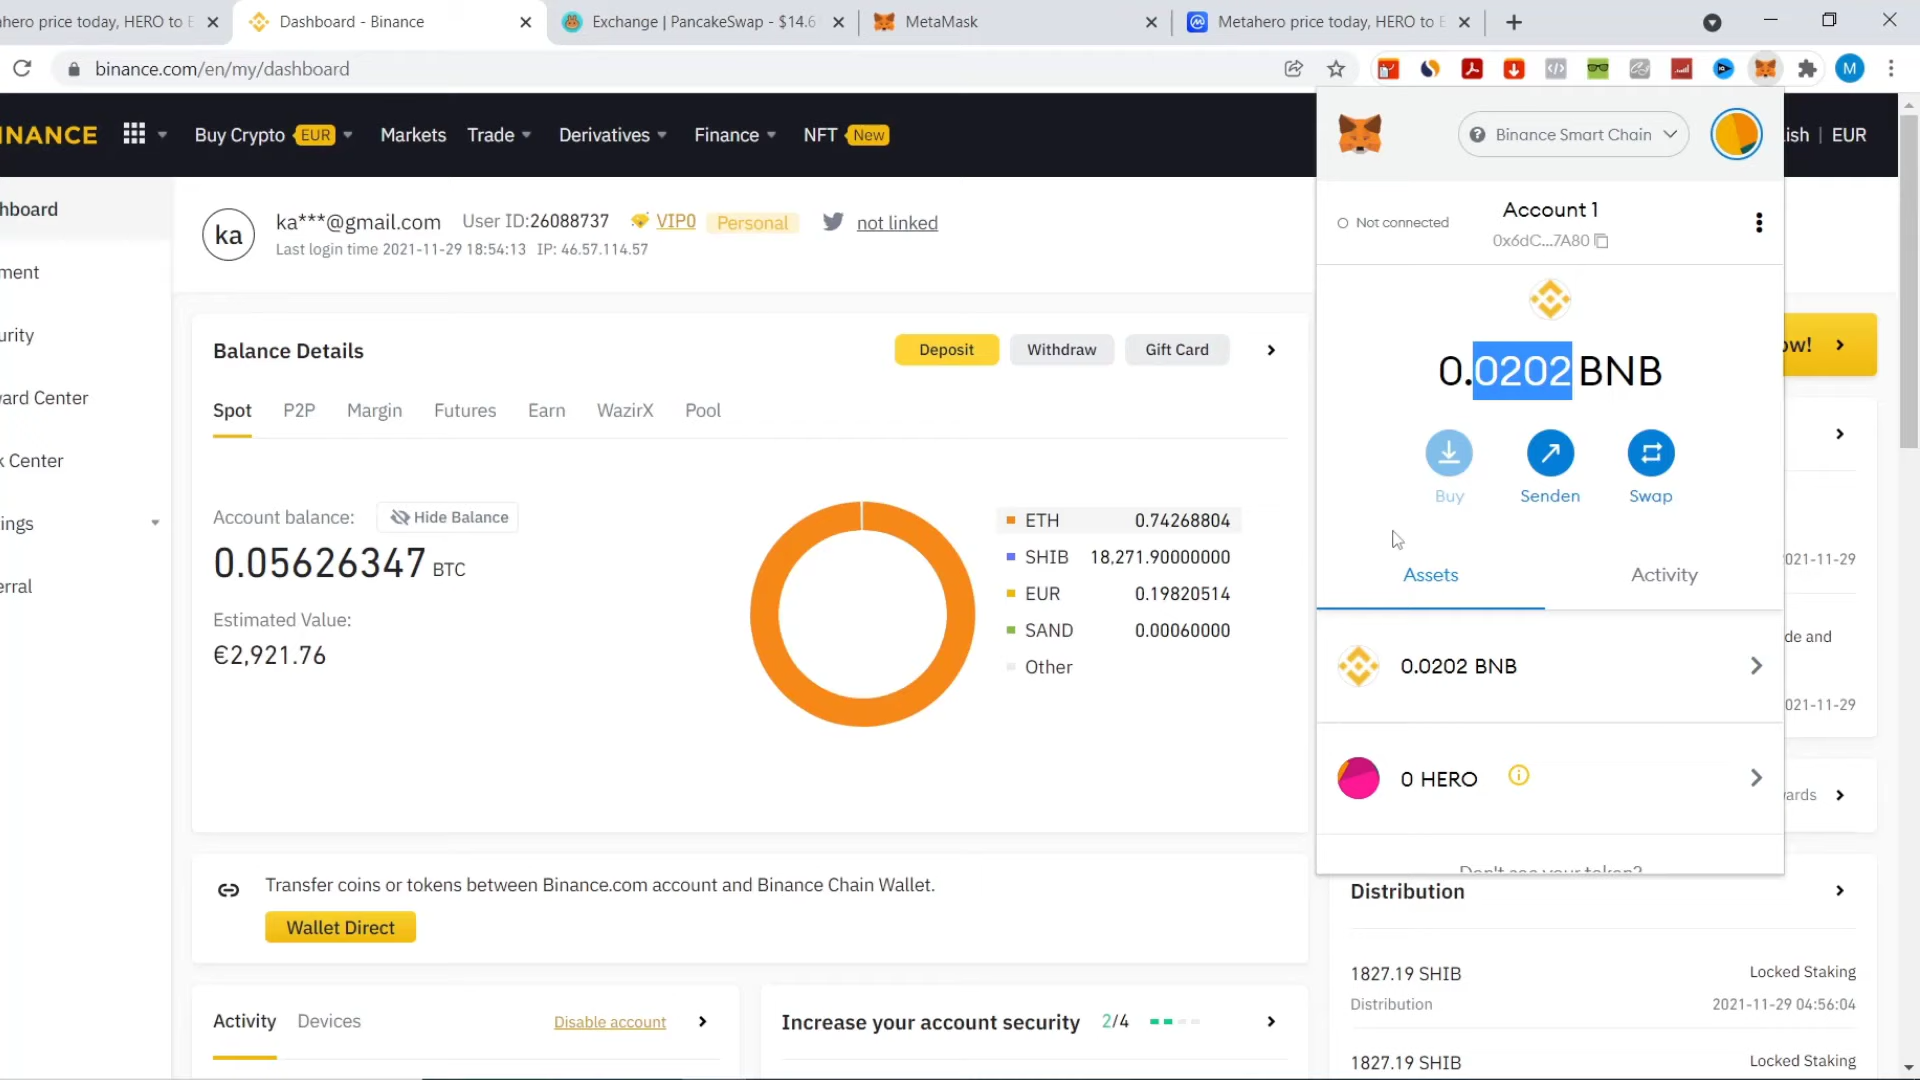 hero price today, HERO to E
Dashboard - Binance
Exchange | PancakeSwap - $14.6
MetaMask
Metahero price today, HERO to E
binance.com/en/my/dashboard
M
INANCE
Buy Crypto EUR
Markets
Trade
Derivatives
Finance
NFT New
ish | EUR
Binance Smart Chain
hboard
ment
urity
ard Center
k Center
ings
erral
ka
ka***@gmail.com
User ID:26088737
VIP0
Personal
not linked
Last login time 2021-11-29 18:54:13 IP: 46.57.114.57
Not connected
Account 1
0x6dC...7A80
Balance Details
Deposit
Withdraw
Gift Card
Spot
P2P
Margin
Futures
Earn
WazirX
Pool
Account balance:
Hide Balance
0.05626347 BTC
Estimated Value:
€2,921.76
ETH 0.74268804
SHIB 18,271.90000000
EUR 0.19820514
SAND 0.00060000
Other
0.0202 BNB
Buy
Senden
Swap
Assets
Activity
0.0202 BNB
0 HERO
Don't see your token?
ow!
021-11-29
de and
021-11-29
ards
Transfer coins or tokens between Binance.com account and Binance Chain Wallet.
Wallet Direct
Distribution
1827.19 SHIB
Locked Staking
Distribution
2021-11-29 04:56:04
1827.19 SHIB
Locked Staking
Activity
Devices
Disable account
Increase your account security 2/4